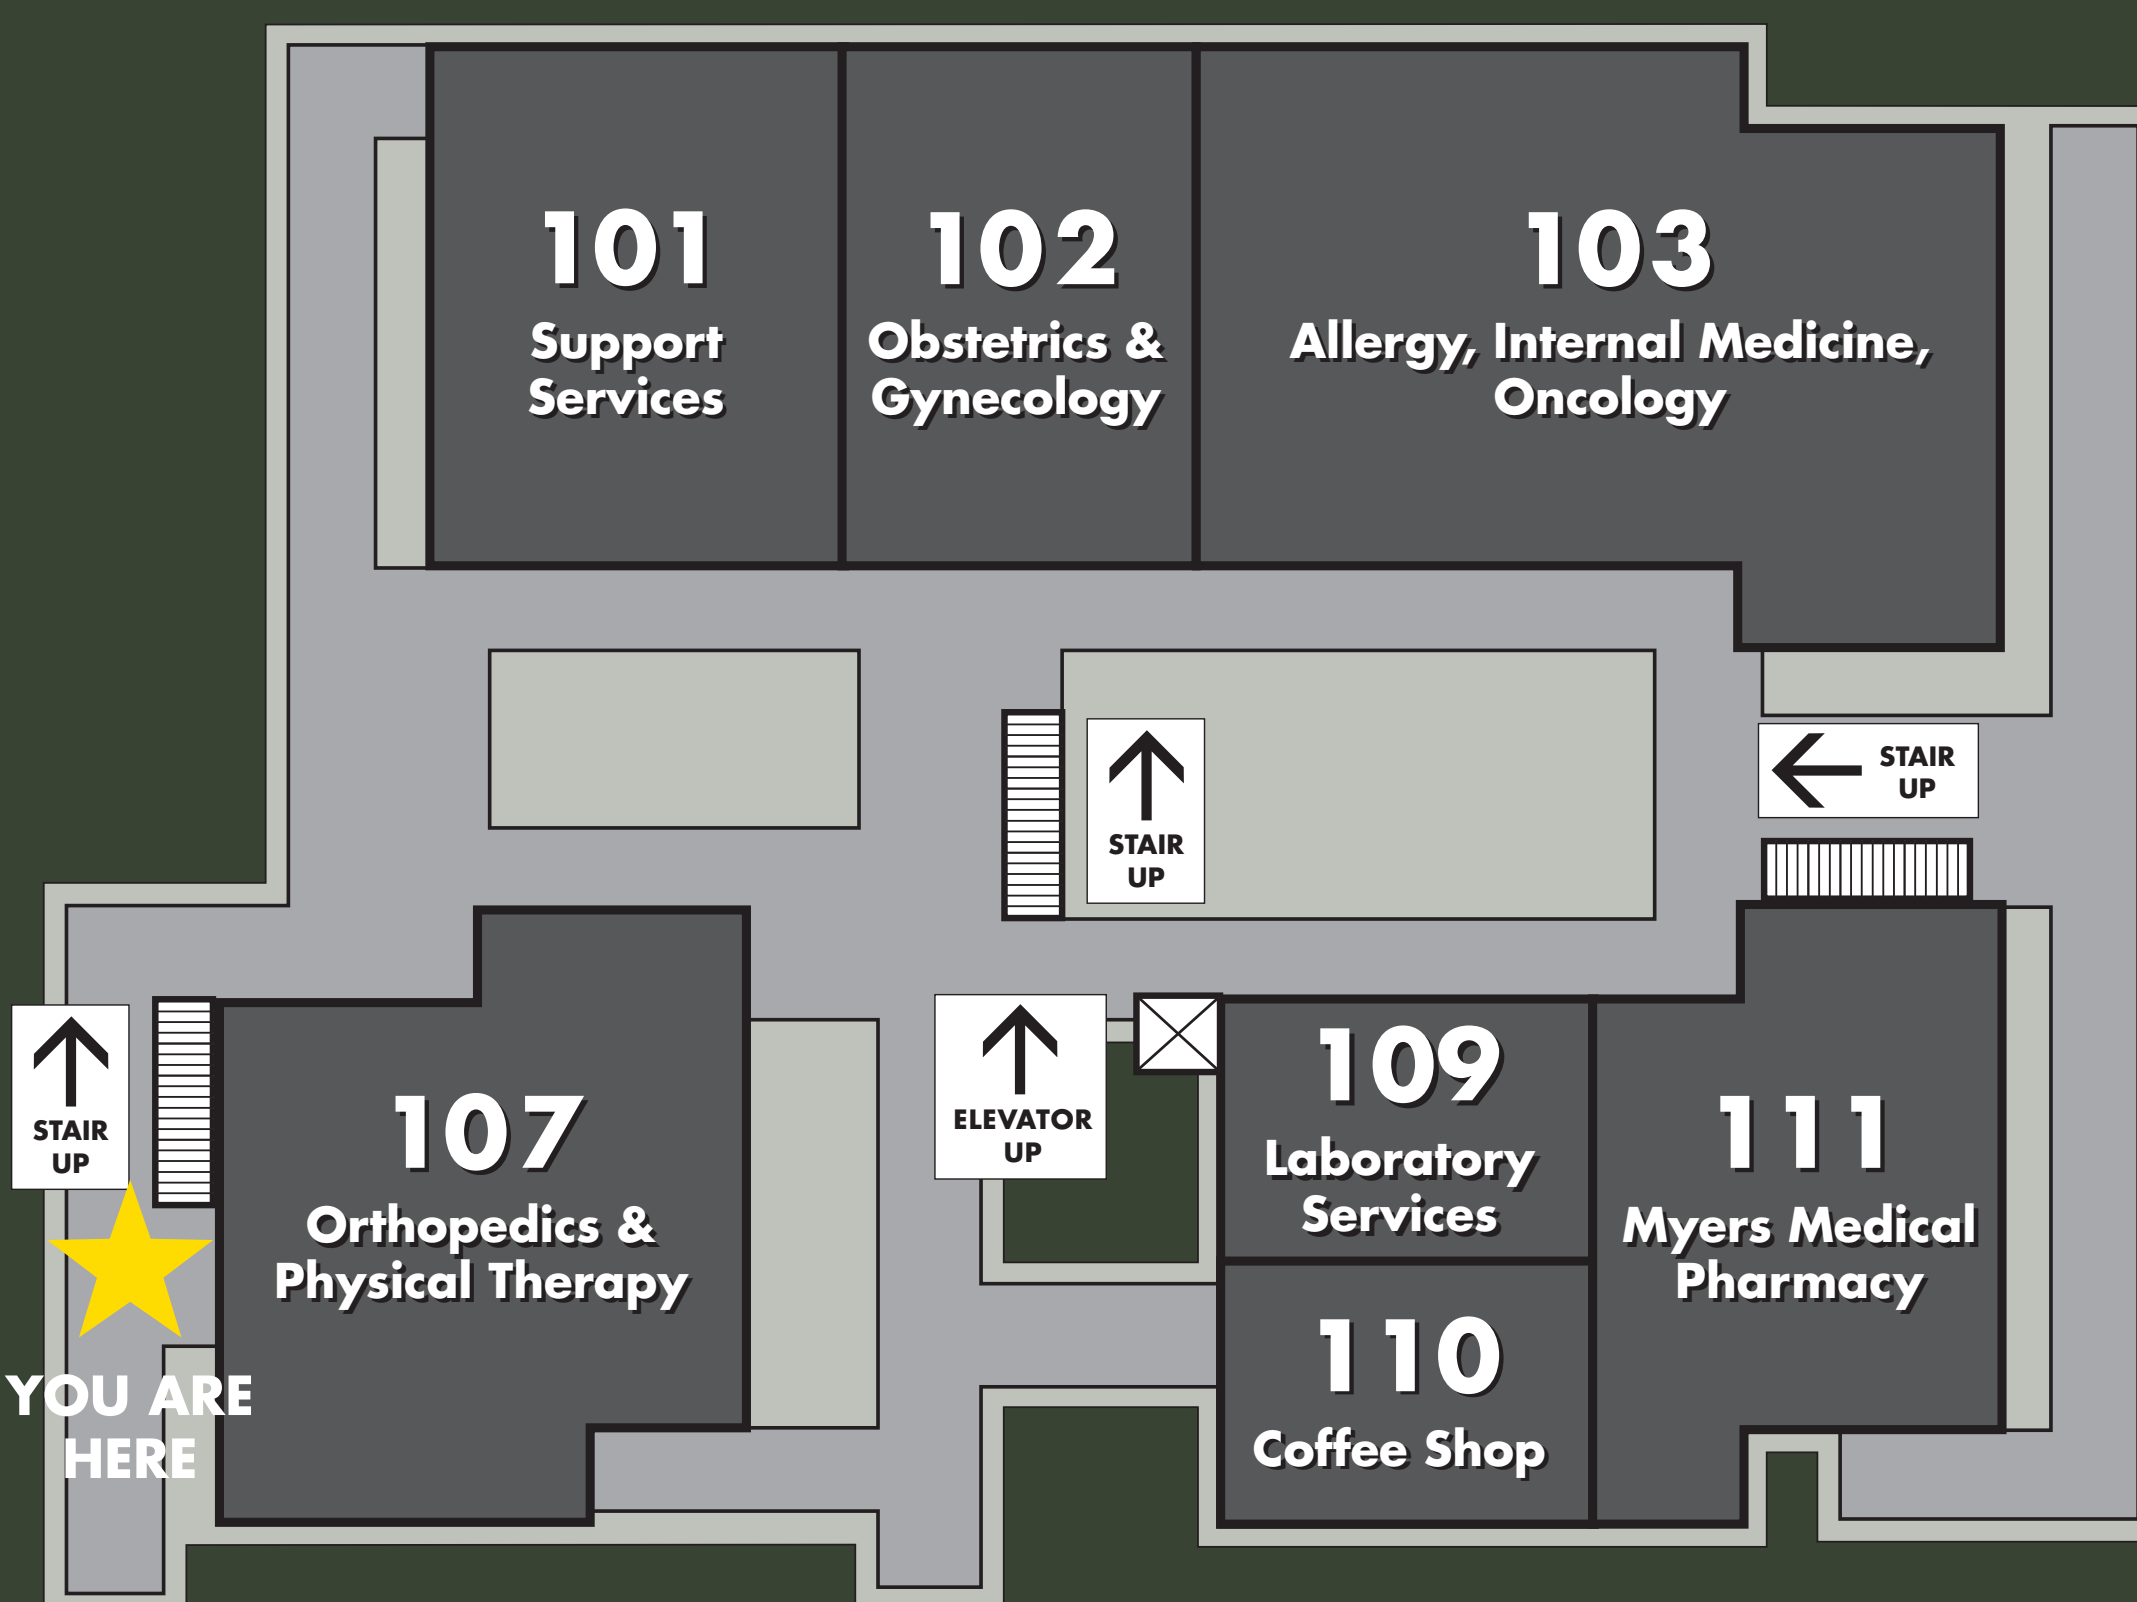 101
Support
Services
102
Obstetrics &
Gynecology
103
Allergy, Internal Medicine,
Oncology
STAIR
UP
STAIR
UP
STAIR
UP
YOU ARE
HERE
107
Orthopedics &
Physical Therapy
ELEVATOR
UP
109
Laboratory
Services
110
Coffee Shop
111
Myers Medical
Pharmacy